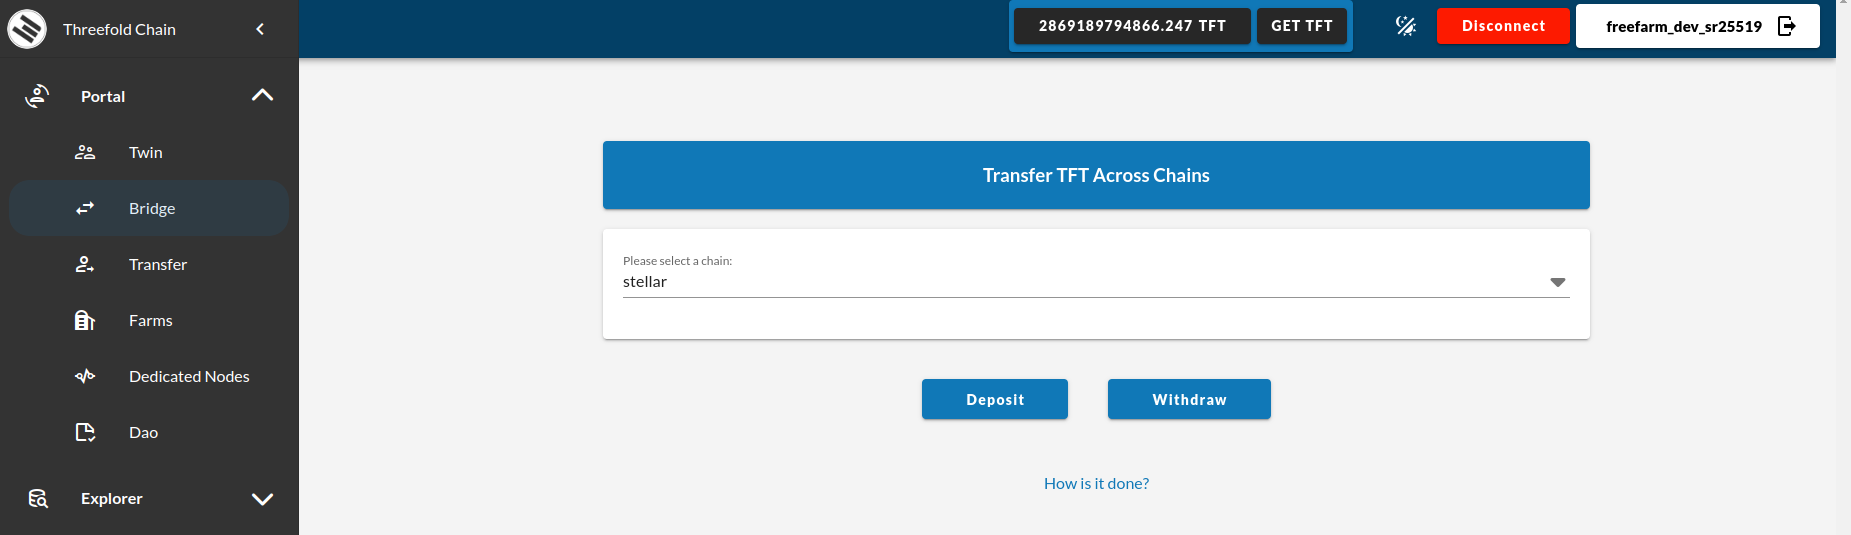 Threefold Chain
2869189794866.247 TFT
GET TFT
Disconnect
freefarm_dev_sr25519
Portal
Twin
Bridge
Transfer
Farms
Dedicated Nodes
Dao
Explorer
Transfer TFT Across Chains
Please select a chain:
stellar
Deposit
Withdraw
How is it done?